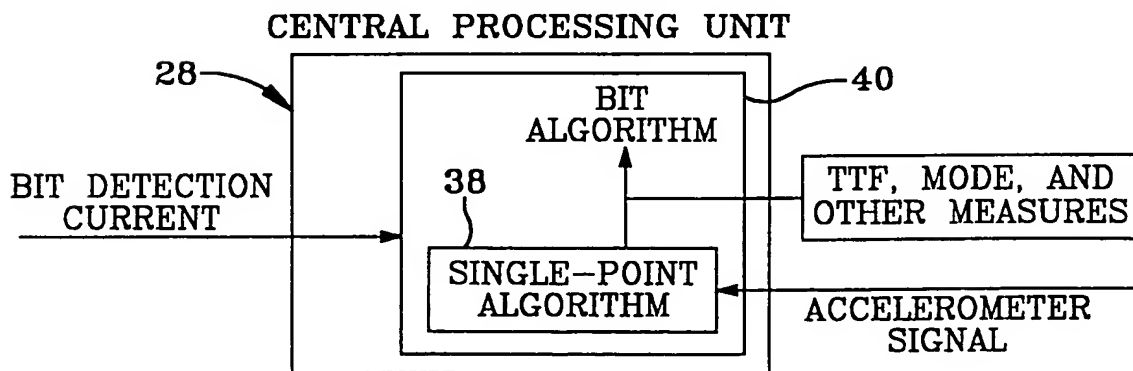 CENTRAL PROCESSING UNIT
28
40
BIT
ALGORITHM
BIT DETECTION
CURRENT
38
TTF, MODE, AND
OTHER MEASURES
SINGLE-POINT
ALGORITHM
ACCELEROMETER
SIGNAL